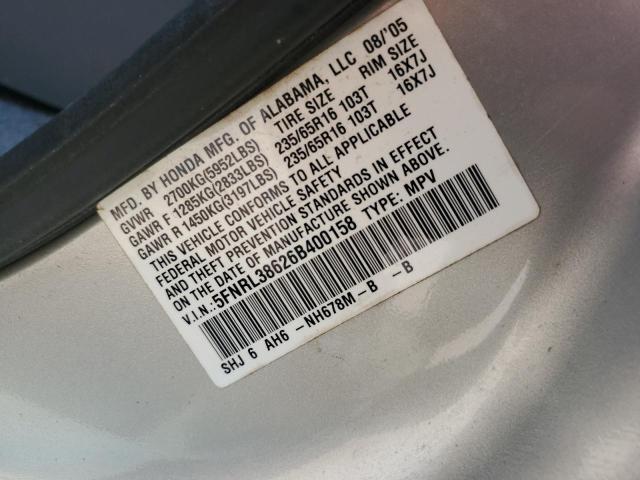 MFD. BY HONDA MFG. OF ALABAMA, LLC 08/'05
GVWR 2700KG(5952LBS) TIRE SIZE RIM SIZE
GAWR F 1285KG(2833LBS) 235/65R16 103T 16X7J
GAWR R 1450KG(3197LBS) 235/65R16 103T 16X7J
THIS VEHICLE CONFORMS TO ALL APPLICABLE
FEDERAL MOTOR VEHICLE SAFETY
AND THEFT PREVENTION STANDARDS IN EFFECT
ON THE DATE OF MANUFACTURE SHOWN ABOVE.
V.I.N.:5FNRL38626B400158 TYPE: MPV
SHJ 6 AH6 -NH678M-B -B